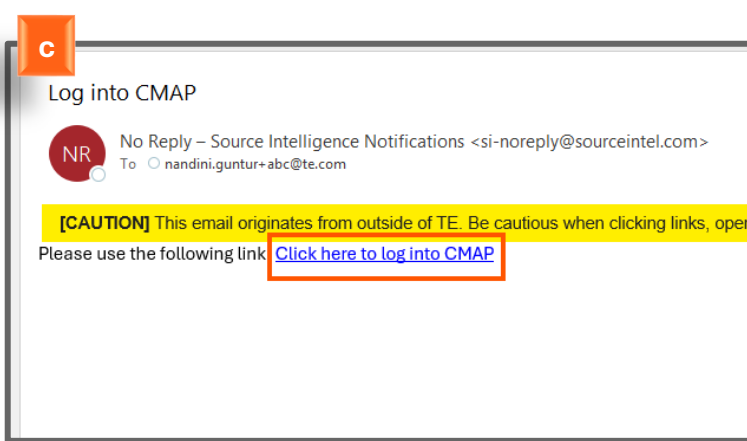 C
Log into CMAP
NR
No Reply – Source Intelligence Notifications <si-noreply@sourceintel.com>
To nandini.guntur+abc@te.com
[CAUTION] This email originates from outside of TE. Be cautious when clicking links, oper
Please use the following link Click here to log into CMAP